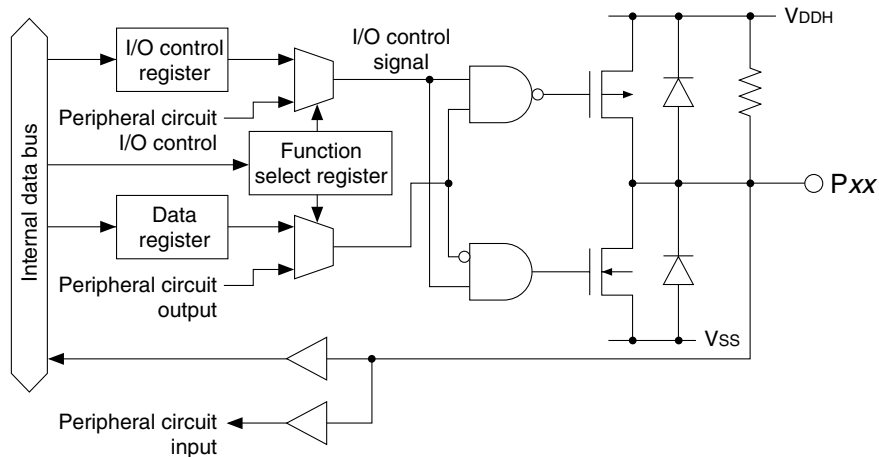 VDDH
I/O control
register
I/O control
signal
Peripheral circuit
I/O control
Function
select register
Internal data bus
Pxx
Data
register
Peripheral circuit
output
VSS
Peripheral circuit
input